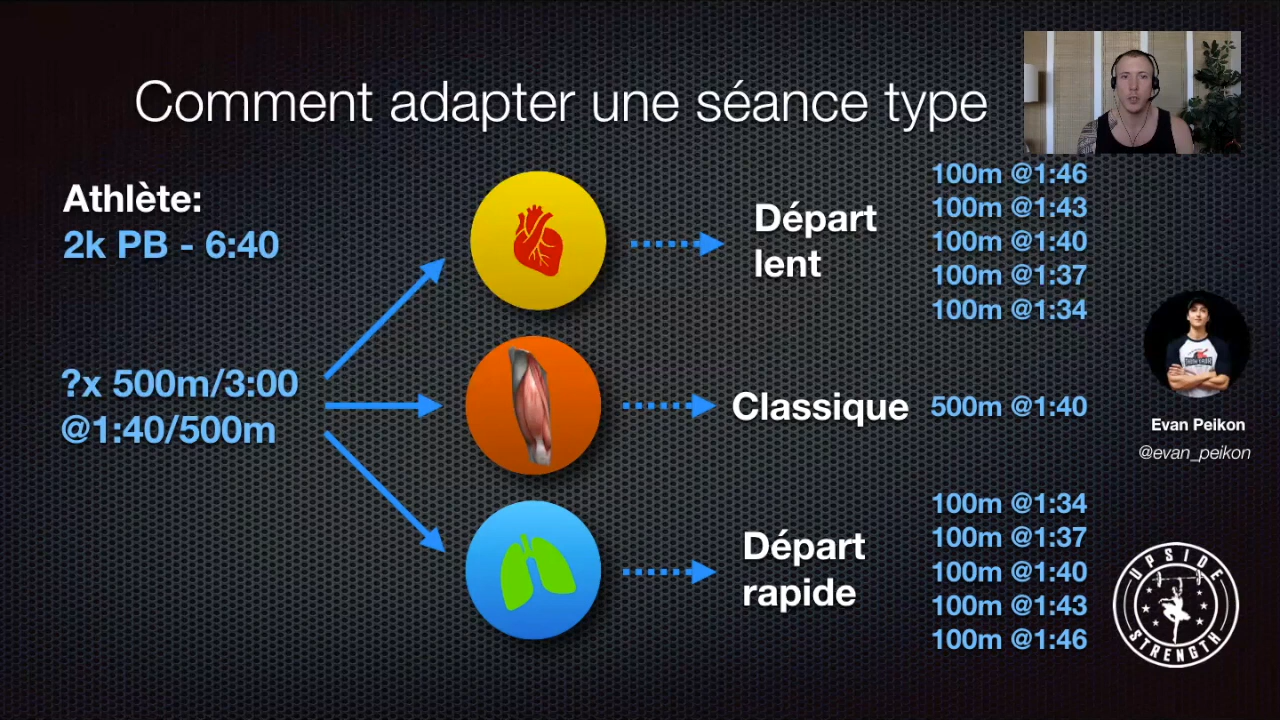 Comment adapter une séance type
Athlète:
2k PB - 6:40
?x 500m/3:00
@1:40/500m
Départ
lent
100m @1:46
100m @1:43
100m @1:40
100m @1:37
100m @1:34
Classique
500m @1:40
Départ
rapide
100m @1:34
100m @1:37
100m @1:40
100m @1:43
100m @1:46
Evan Peikon
@evan_peikon
UPSIDE
STRENGTH